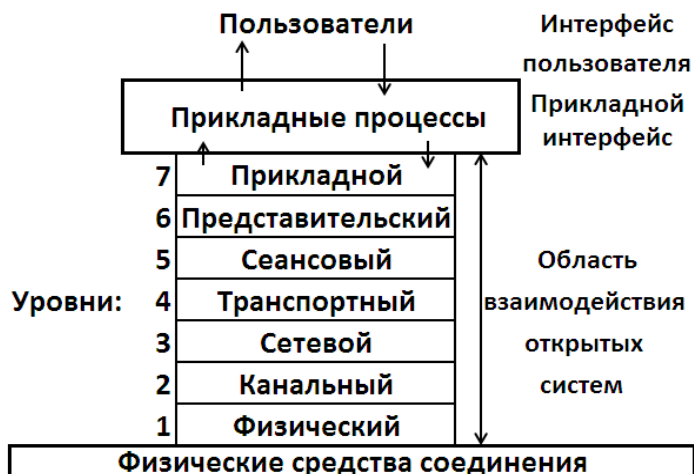 Пользователи
Интерфейс
пользователя
Прикладные процессы
Прикладной
интерфейс
7 Прикладной
6 Представительский
5 Сеансовый
Уровни: 4 Транспортный
3 Сетевой
2 Канальный
1 Физический
Область
взаимодействия
открытых
систем
Физические средства соединения